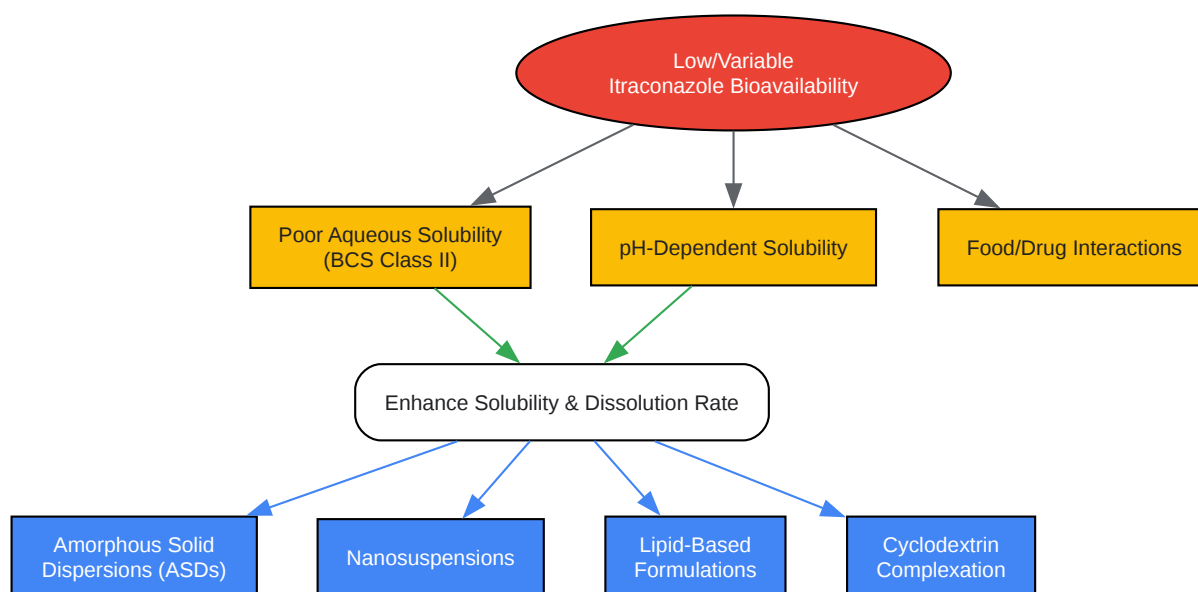 Low/Variable
Itraconazole Bioavailability
Poor Aqueous Solubility
(BCS Class II)
pH-Dependent Solubility
Food/Drug Interactions
Enhance Solubility & Dissolution Rate
Amorphous Solid
Dispersions (ASDs)
Nanosuspensions
Lipid-Based
Formulations
Cyclodextrin
Complexation